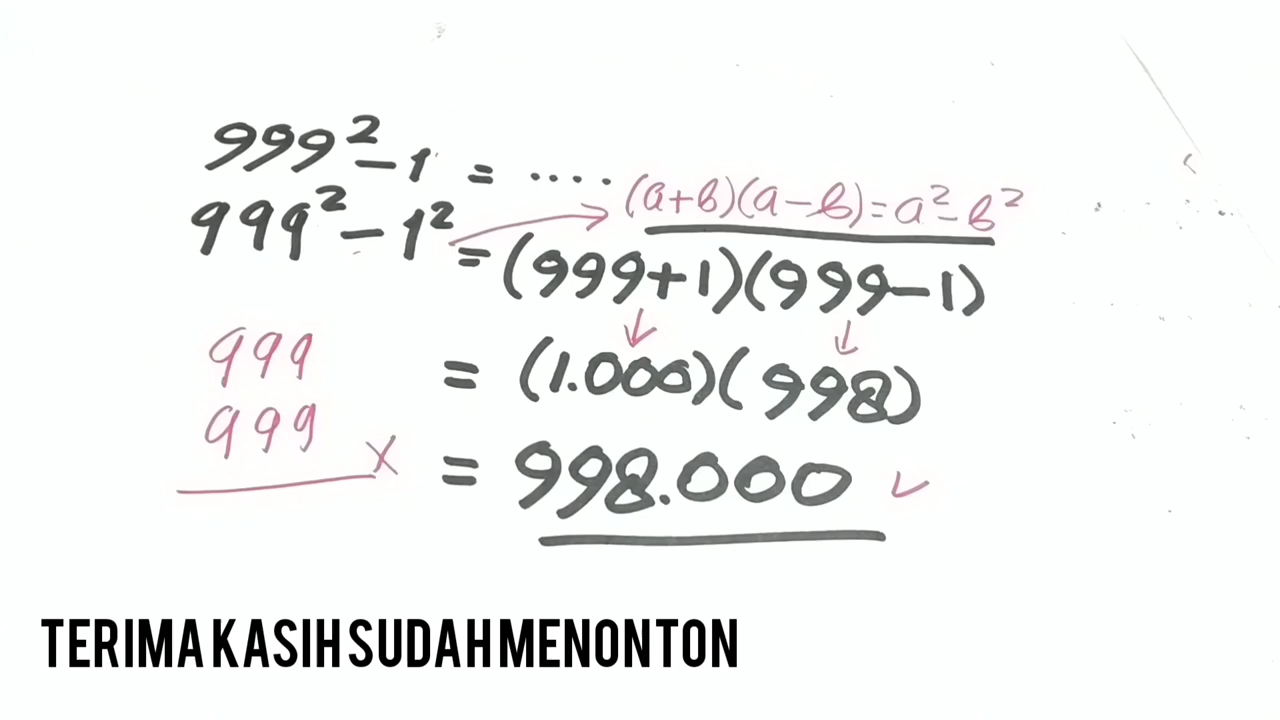 999² - 1 = ....
(a+b)(a-b) = a² - b²
999² - 1² = (999+1)(999-1)
= (1.000)(998)
= 998.000 ✓
999
999 ×
TERIMA KASIH SUDAH MENONTON